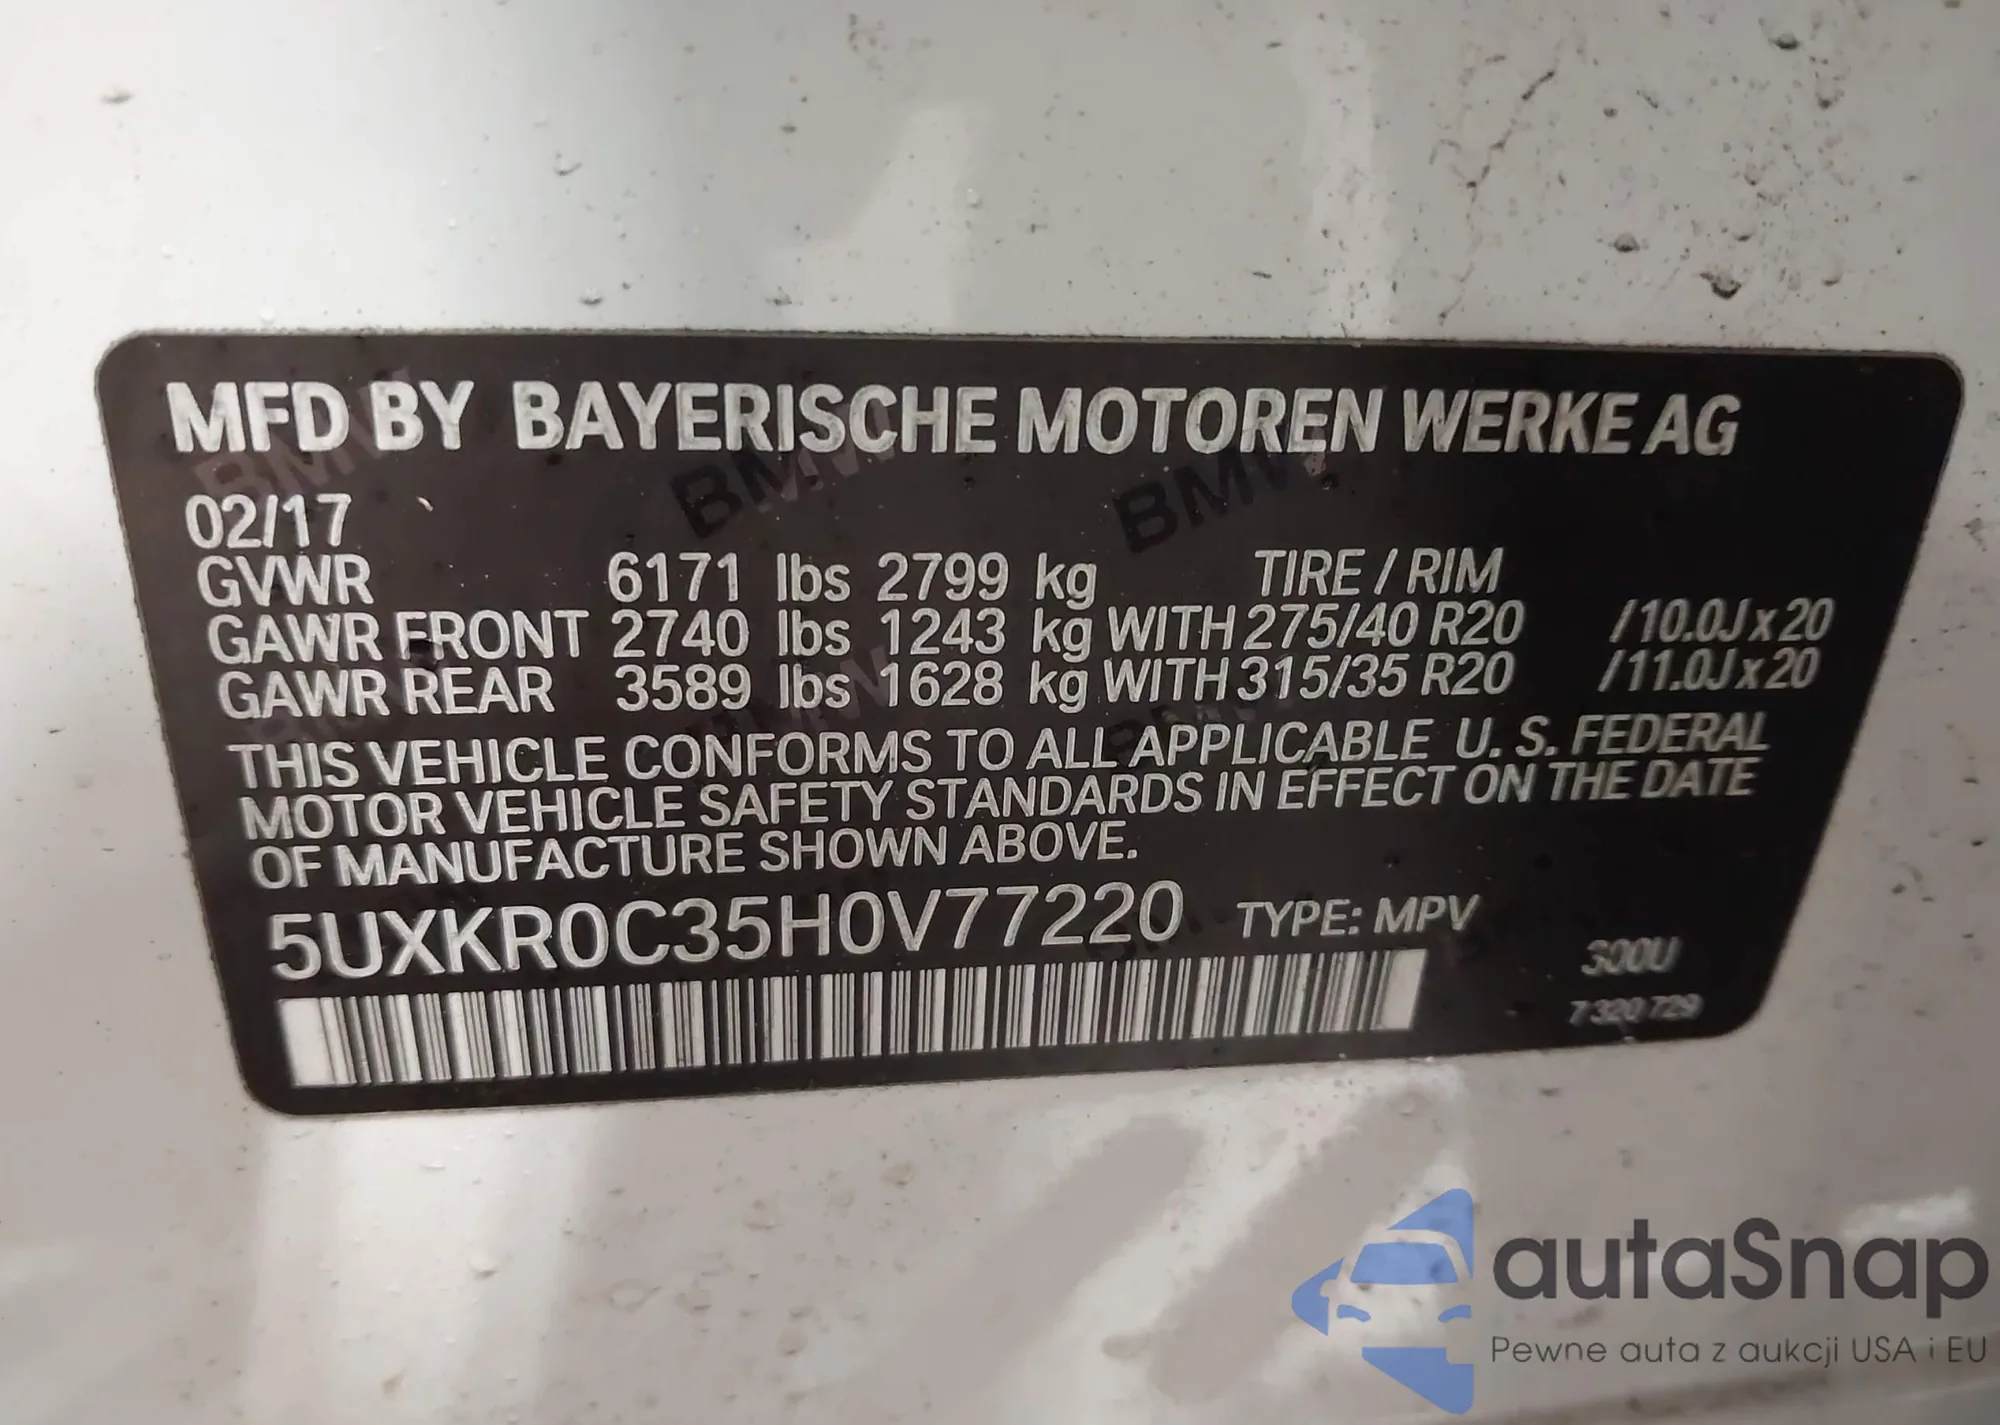 MFD BY BAYERISCHE MOTOREN WERKE AG
02/17
GVWR 6171 lbs 2799 kg TIRE / RIM
GAWR FRONT 2740 lbs 1243 kg WITH 275/40 R20 /10.0J x 20
GAWR REAR 3589 lbs 1628 kg WITH 315/35 R20 /11.0J x 20
THIS VEHICLE CONFORMS TO ALL APPLICABLE U. S. FEDERAL
MOTOR VEHICLE SAFETY STANDARDS IN EFFECT ON THE DATE
OF MANUFACTURE SHOWN ABOVE.
5UXKR0C35H0V77220 TYPE: MPV
7 320 729
autaSnap
Pewne auta z aukcji USA i EU